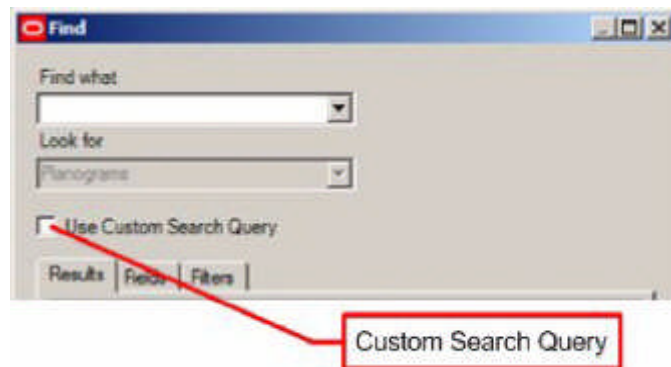 Find
Find what
Look for
Planograms
Use Custom Search Query
Results Fields Filters
Custom Search Query